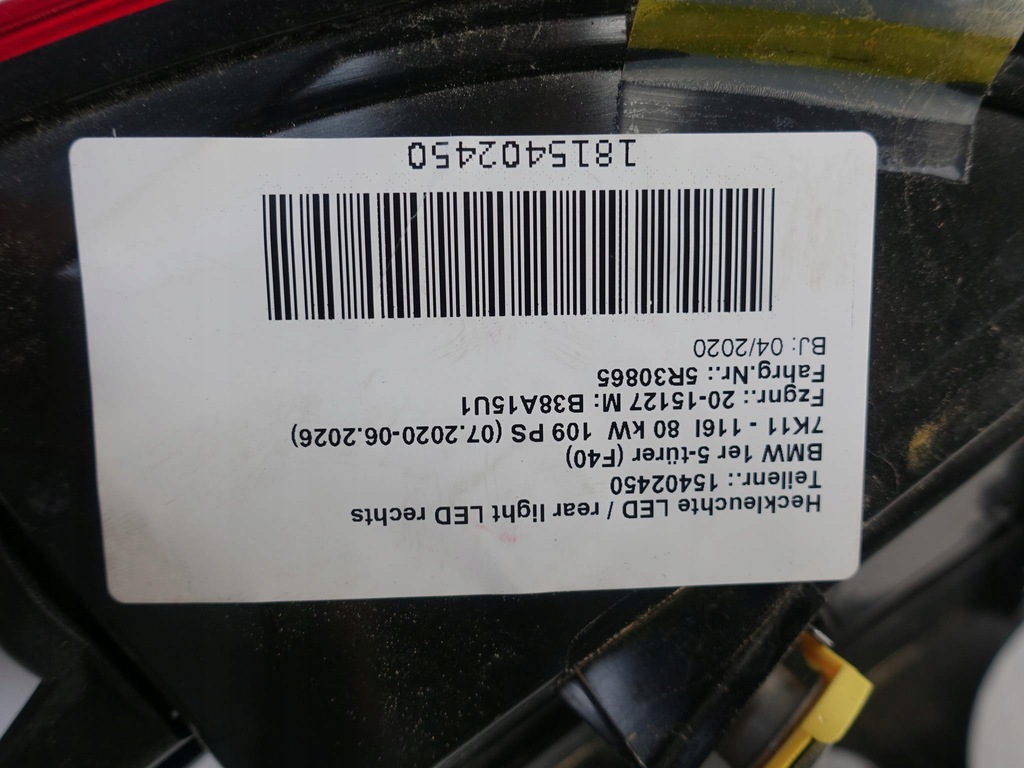 Heckleuchte LED / rear light LED rechts
Teilenr.: 15402450
BMW 1er 5-türer (F40)
7K11 - 116I 80 kW 109 PS (07.2020-06.2026)
Fzgnr.: 20-15127 M: B38A15U1
Fahrg.Nr.: 5R30865
BJ: 04/2020
1815402450